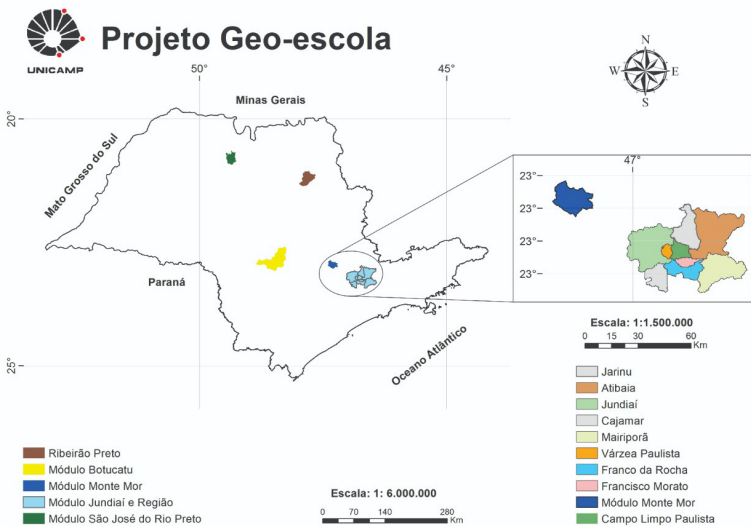 Projeto Geo-escola
UNICAMP
50°
45°
N
W
E
S
Minas Gerais
20°
Mato Grosso do Sul
47°
23°
23°
23°
23°
Paraná
Oceano Atlântico
25°
Escala: 1:1.500.000
0 15 30 60
Km
Jarinu
Atibaia
Jundiaí
Cajamar
Mairiporã
Várzea Paulista
Franco da Rocha
Francisco Morato
Módulo Monte Mor
Campo Limpo Paulista
Ribeirão Preto
Módulo Botucatu
Módulo Monte Mor
Módulo Jundiaí e Região
Módulo São José do Rio Preto
Escala: 1: 6.000.000
0 70 140 280
Km